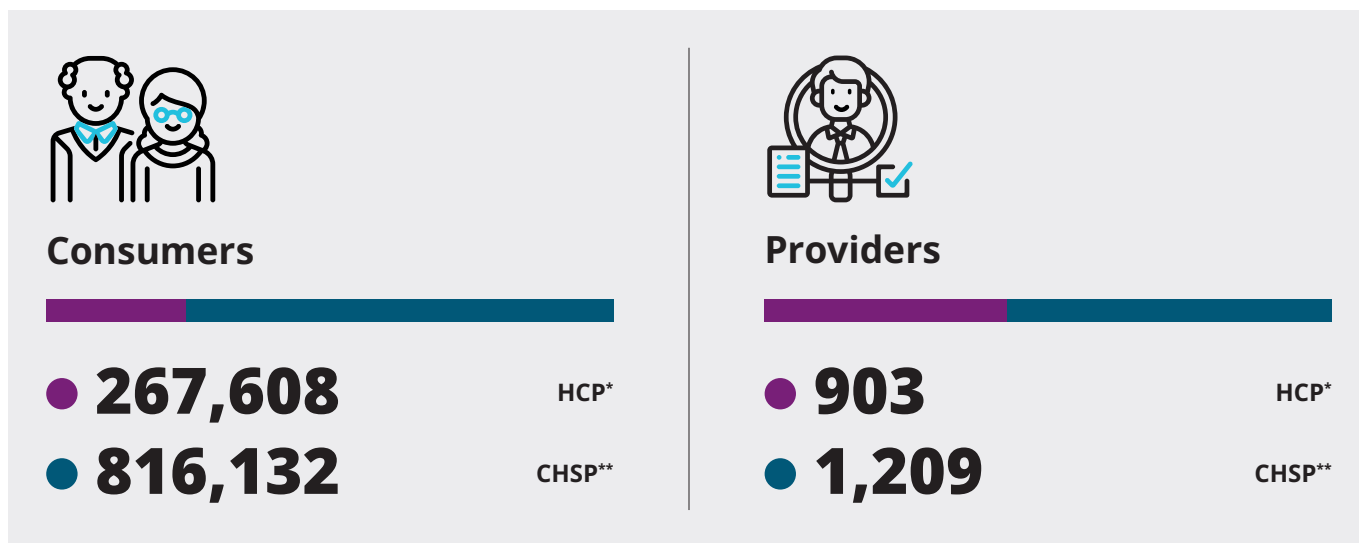 Consumers
267,608 HCP*
816,132 CHSP**
Providers
903 HCP*
1,209 CHSP**